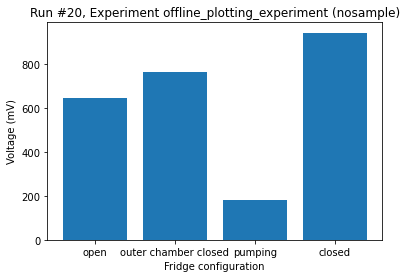 Run #20, Experiment offline_plotting_experiment (nosample)
Voltage (mV)
800
600
400
200
0
open outer chamber closed pumping closed
Fridge configuration